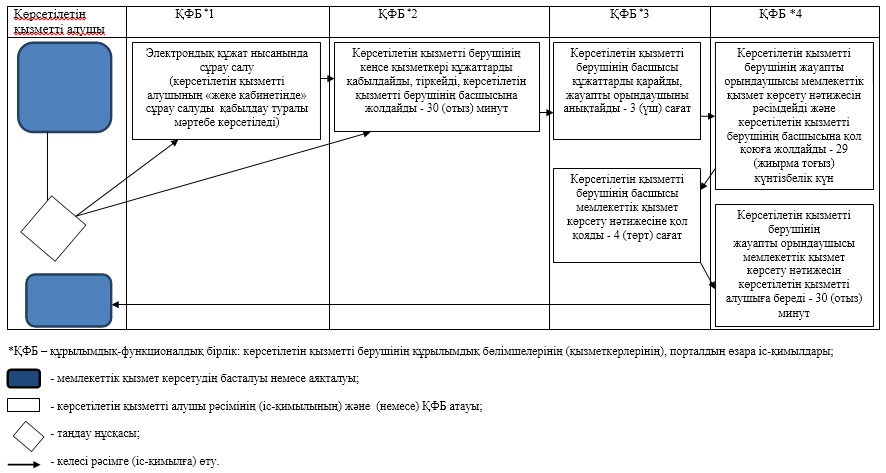 Көрсетілетін
қызметті алушы
ҚФБ *1
ҚФБ *2
ҚФБ *3
ҚФБ *4
Электрондық құжат нысанында
сұрау салу
(көрсетілетін қызметті
алушының «жеке кабинетінде»
сұрау салуды қабылдау туралы
мәртебе көрсетіледі)
Көрсетілетін қызметті берушінің
кеңсе қызметкері құжаттарды
қабылдайды, тіркейді, көрсетілетін
қызметті берушінің басшысына
жолдайды - 30 (отыз) минут
Көрсетілетін қызметті
берушінің басшысы
құжаттарды қарайды,
жауапты орындаушыны
анықтайды - 3 (үш) сағат
Көрсетілетін қызметті
берушінің жауапты
орындаушысы мемлекеттік
қызмет көрсету нәтижесін
рәсімдейді және
көрсетілетін қызметті
берушінің басшысына қол
қоюға жолдайды - 29
(жиырма тоғыз)
күнтізбелік күн
Көрсетілетін қызметті
берушінің басшысы
мемлекеттік қызмет
көрсету нәтижесіне қол
қояды - 4 (төрт) сағат
Көрсетілетін қызметті
берушінің
жауапты орындаушысы
мемлекеттік қызмет
көрсету нәтижесін
көрсетілетін қызметті
алушыға береді - 30 (отыз)
минут
*ҚФБ – құрылымдык-функционалдық бірлік: көрсетілетін қызметті берушінің құрылымдық бөлімшелерінің (қызметкерлерінің), порталдың өзара іс-қимылдары;
- мемлекеттік қызмет көрсетудің басталуы немесе аяқталуы;
- көрсетілетін қызметті алушы рәсімінің (іс-қимылының) және (немесе) ҚФБ атауы;
- таңдау нұсқасы;
- келесі рәсімге (іс-қимылға) өту.